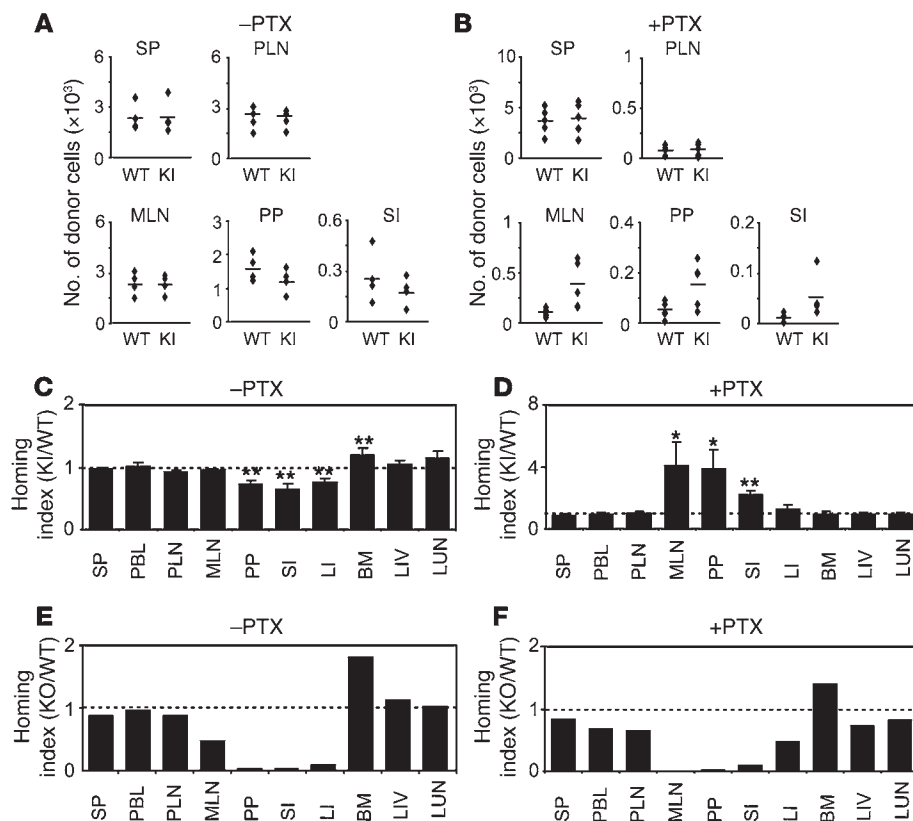 A
−PTX
No. of donor cells (×10³)
SP
6
3
0
WT KI
PLN
6
3
0
WT KI
MLN
6
3
0
WT KI
PP
3
2
1
0
WT KI
SI
0.6
0.3
0
WT KI
B
+PTX
No. of donor cells (×10³)
SP
10
5
0
WT KI
PLN
1
0.5
0
WT KI
MLN
1
0.5
0
WT KI
PP
0.4
0.2
0
WT KI
SI
0.2
0.1
0
WT KI
C
−PTX
Homing
index (KI/WT)
2
1
0
** ** ** **
SP PBL PLN MLN PP SI LI BM LIV LUN
D
+PTX
Homing
index (KI/WT)
8
4
0
* * **
SP PBL PLN MLN PP SI LI BM LIV LUN
E
−PTX
Homing
index (KO/WT)
2
1
0
SP PBL PLN MLN PP SI LI BM LIV LUN
F
+PTX
Homing
index (KO/WT)
2
1
0
SP PBL PLN MLN PP SI LI BM LIV LUN